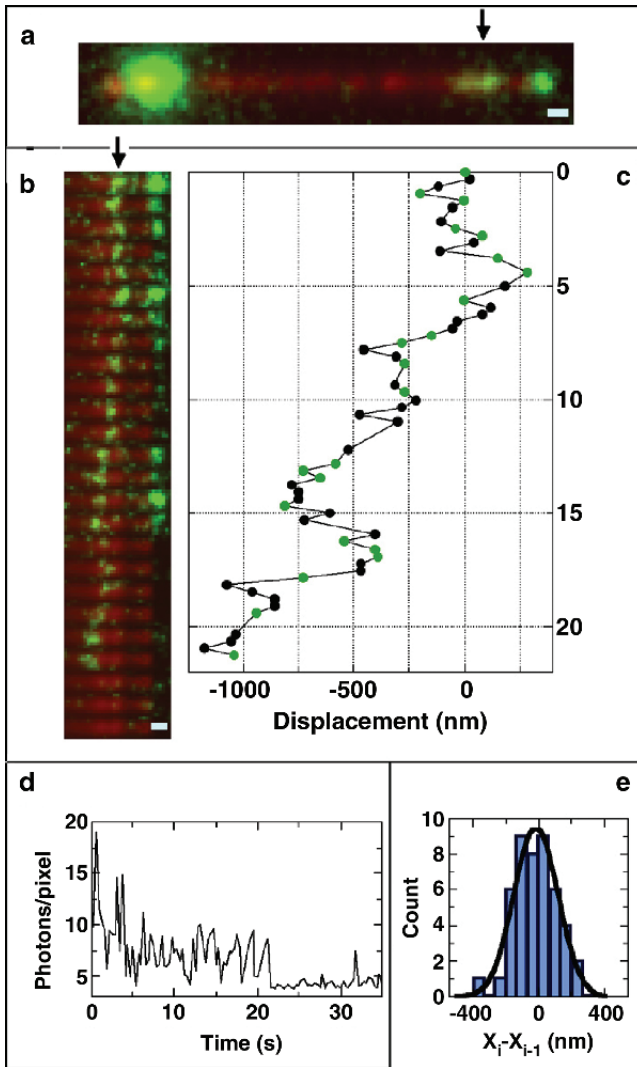 a
b
c
0
5
10
15
20
-1000 -500 0
Displacement (nm)
d
Photons/pixel
20
15
10
5
0 10 20 30
Time (s)
e
Count
10
8
6
4
2
0
-400 0 400
Xi-Xi-1 (nm)